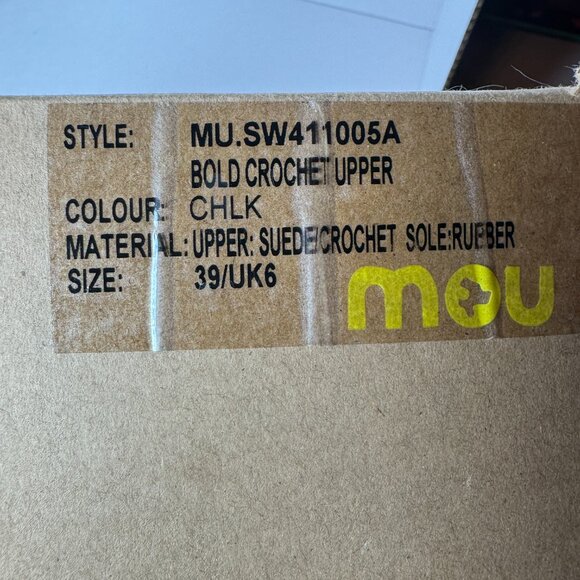 STYLE: MU.SW411005A
BOLD CROCHET UPPER
COLOUR: CHLK
MATERIAL: UPPER: SUEDE/CROCHET SOLE:RUBBER
SIZE: 39/UK6
mou